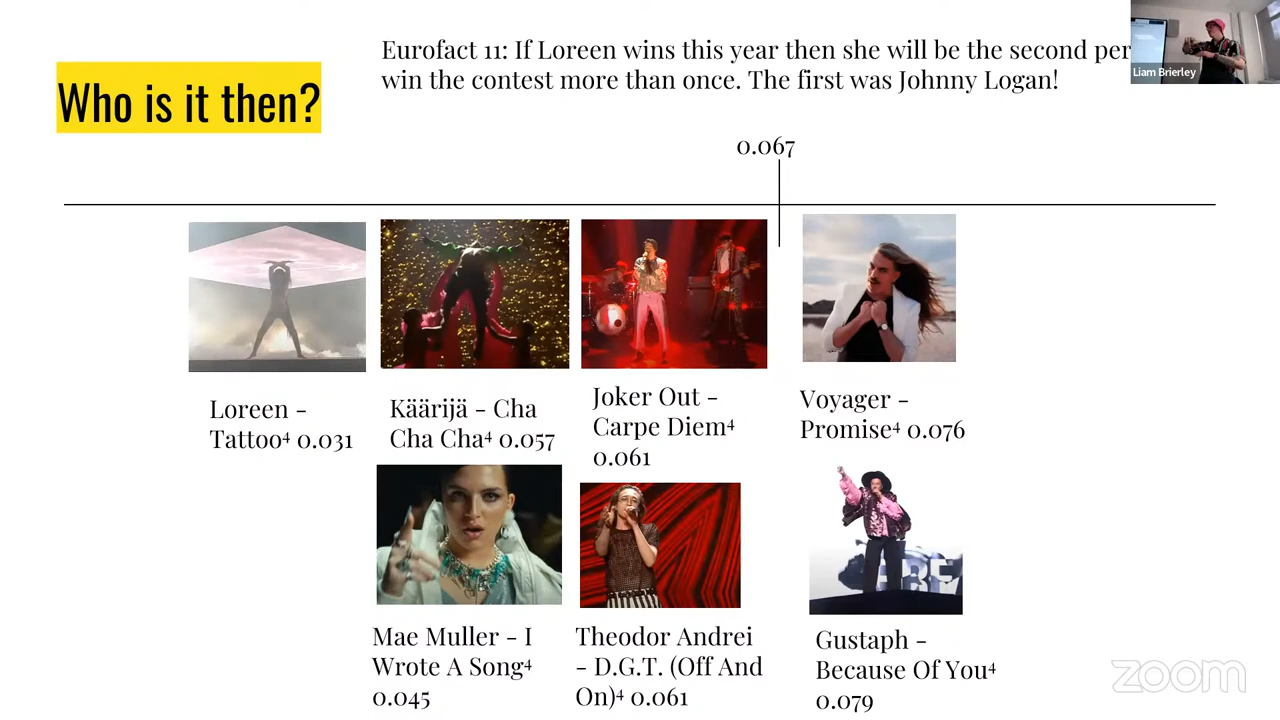 Eurofact 11: If Loreen wins this year then she will be the second
win the contest more than once. The first was Johnny Logan!
Liam Brierley
Who is it then?
0.067
Loreen -
Tattoo⁴ 0.031
Käärijä - Cha
Cha Cha⁴ 0.057
Joker Out -
Carpe Diem⁴
0.061
Voyager -
Promise⁴ 0.076
Mae Muller - I
Wrote A Song⁴
0.045
Theodor Andrei
- D.G.T. (Off And
On)⁴ 0.061
Gustaph -
Because Of You⁴
0.079
zoom